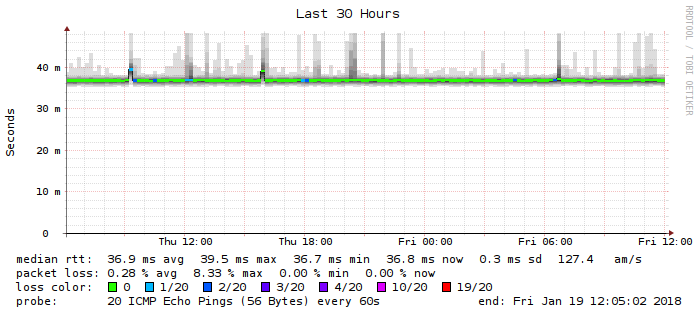 Last 30 Hours
RRDTOOL / TOBI OETIKER
Seconds
40 m
30 m
20 m
10 m
0
Thu 12:00 Thu 18:00 Fri 00:00 Fri 06:00 Fri 12:00
median rtt: 36.9 ms avg 39.5 ms max 36.7 ms min 36.8 ms now 0.3 ms sd 127.4 am/s
packet loss: 0.28 % avg 8.33 % max 0.00 % min 0.00 % now
loss color: 0 1/20 2/20 3/20 4/20 10/20 19/20
probe: 20 ICMP Echo Pings (56 Bytes) every 60s end: Fri Jan 19 12:05:02 2018